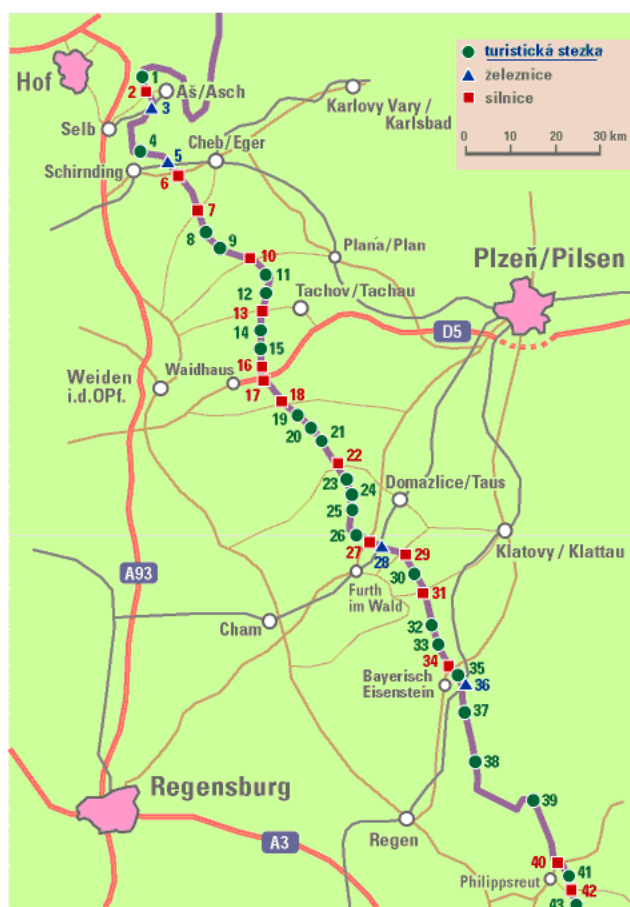 turistická stezka
železnice
silnice
0 10 20 30 km
Hof
1
2
Aš/Asch
3
Karlovy Vary /
Karlsbad
Selb
4
Cheb/Eger
5
Schirnding
6
7
8
9
10
Planá/Plan
Plzeň/Pilsen
11
12
Tachov/Tachau
13
14
D5
15
16
Waidhaus
17
Weiden
i.d.OPf.
18
19
20
21
22
23
24
Domazlice/Taus
25
26
27
28
29
Klatovy / Klattau
A93
30
Furth
im Wald
31
Cham
32
33
34
35
Bayerisch
Eisenstein
36
37
38
Regensburg
39
Regen
A3
40
41
Philippsreut
42
43